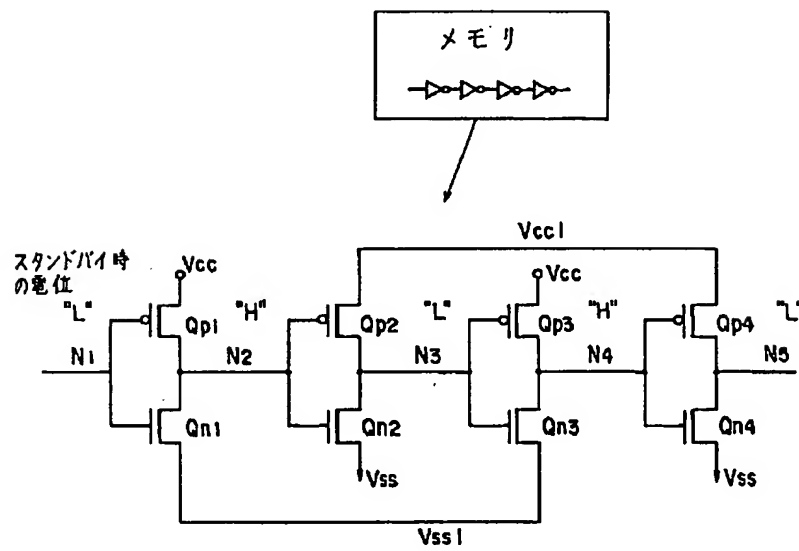 メモリ
Vcc1
スタンドバイ時
の電位
Vcc
Vcc
"L"
Qp1
"H"
Qp2
"L"
Qp3
"H"
Qp4
"L"
N1
N2
N3
N4
N5
Qn1
Qn2
Qn3
Qn4
Vss
Vss
Vss1